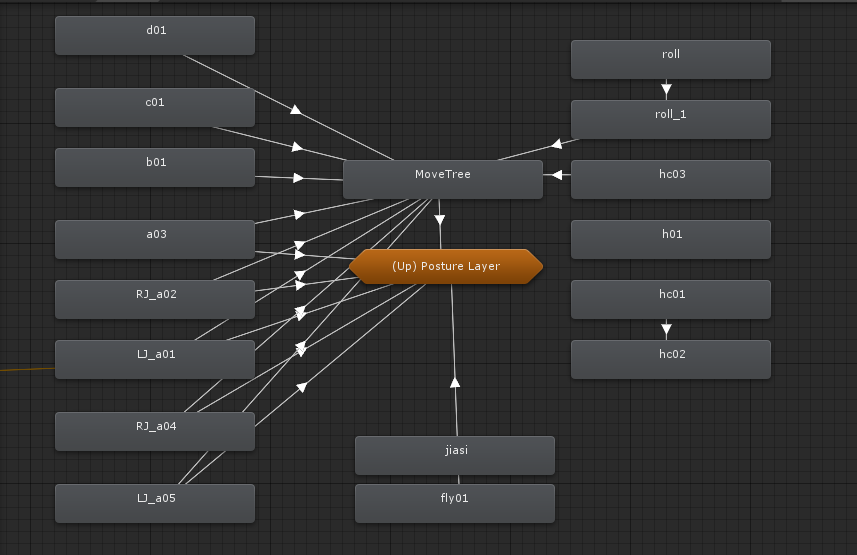 d01
c01
b01
a03
RJ_a02
LJ_a01
RJ_a04
LJ_a05
MoveTree
(Up) Posture Layer
jiasi
fly01
roll
roll_1
hc03
h01
hc01
hc02